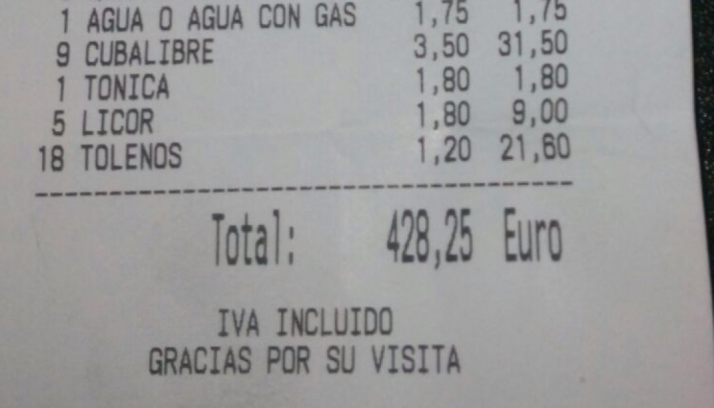 1 AGUA O AGUA CON GAS 1,75 1,75
9 CUBALIBRE 3,50 31,50
1 TONICA 1,80 1,80
5 LICOR 1,80 9,00
18 TOLENOS 1,20 21,60
--------------------------------------
Total: 428,25 Euro
IVA INCLUIDO
GRACIAS POR SU VISITA